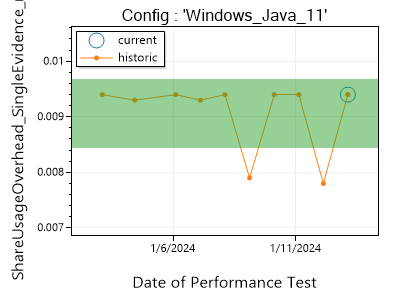 Config : 'Windows_Java_11'
current
historic
ShareUsageOverhead_SingleEvidence_
0.01
0.009
0.008
0.007
1/6/2024
1/11/2024
Date of Performance Test